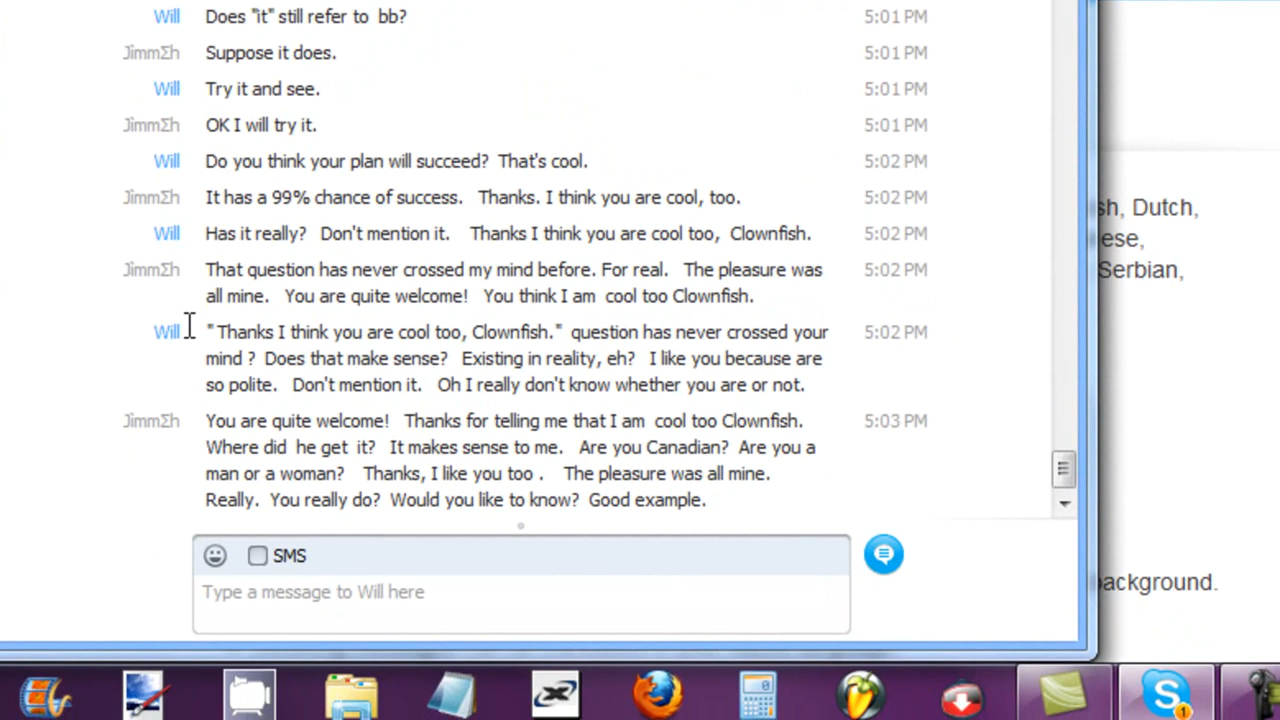 Will Does "it" still refer to bb? 5:01 PM
JimmΣh Suppose it does. 5:01 PM
Will Try it and see. 5:01 PM
JimmΣh OK I will try it. 5:01 PM
Will Do you think your plan will succeed? That's cool. 5:02 PM
JimmΣh It has a 99% chance of success. Thanks. I think you are cool, too. 5:02 PM
Will Has it really? Don't mention it. Thanks I think you are cool too, Clownfish. 5:02 PM
JimmΣh That question has never crossed my mind before. For real. The pleasure was 5:02 PM
all mine. You are quite welcome! You think I am cool too Clownfish.
Will " Thanks I think you are cool too, Clownfish." question has never crossed your 5:02 PM
mind ? Does that make sense? Existing in reality, eh? I like you because are
so polite. Don't mention it. Oh I really don't know whether you are or not.
JimmΣh You are quite welcome! Thanks for telling me that I am cool too Clownfish. 5:03 PM
Where did he get it? It makes sense to me. Are you Canadian? Are you a
man or a woman? Thanks, I like you too . The pleasure was all mine.
Really. You really do? Would you like to know? Good example.
SMS
Type a message to Will here
sh, Dutch,
ese,
Serbian,
background.
1